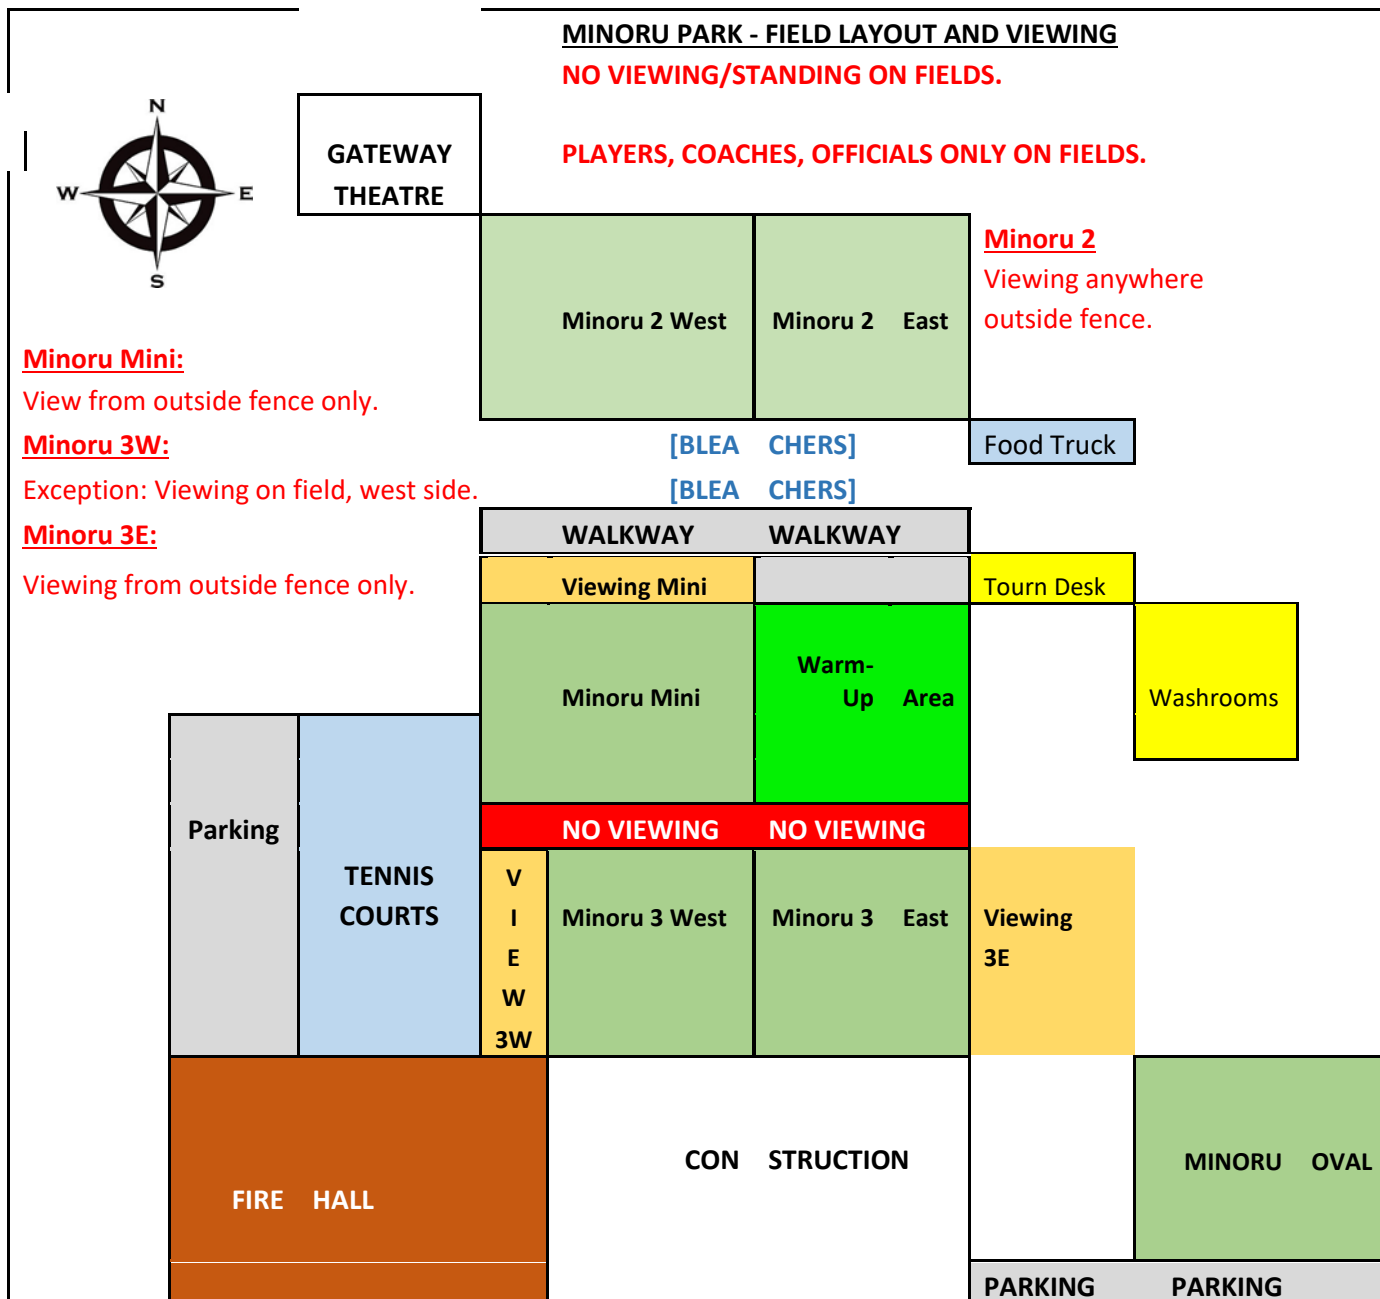 MINORU PARK - FIELD LAYOUT AND VIEWING
NO VIEWING/STANDING ON FIELDS.
N
W E
S
GATEWAY
THEATRE
PLAYERS, COACHES, OFFICIALS ONLY ON FIELDS.
Minoru 2 West
Minoru 2 East
Minoru 2
Viewing anywhere
outside fence.
Minoru Mini:
View from outside fence only.
Minoru 3W:
Exception: Viewing on field, west side.
Minoru 3E:
Viewing from outside fence only.
[BLEA CHERS]
[BLEA CHERS]
Food Truck
WALKWAY WALKWAY
Viewing Mini
Tourn Desk
Minoru Mini
Warm-
Up Area
Washrooms
Parking
TENNIS
COURTS
NO VIEWING NO VIEWING
V
I
E
W
3W
Minoru 3 West
Minoru 3 East
Viewing
3E
FIRE HALL
CON STRUCTION
MINORU OVAL
PARKING PARKING